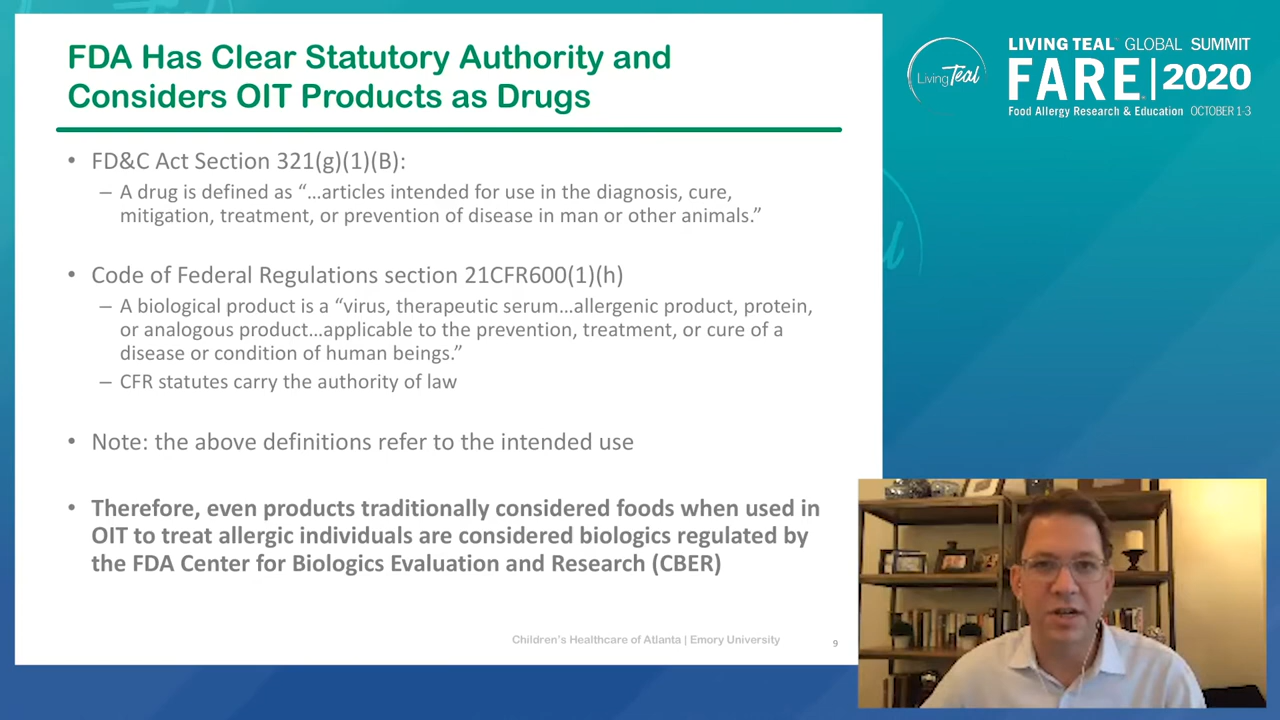 FDA Has Clear Statutory Authority and
Considers OIT Products as Drugs
• FD&C Act Section 321(g)(1)(B):
– A drug is defined as “…articles intended for use in the diagnosis, cure,
mitigation, treatment, or prevention of disease in man or other animals.”
• Code of Federal Regulations section 21CFR600(1)(h)
– A biological product is a “virus, therapeutic serum…allergenic product, protein,
or analogous product…applicable to the prevention, treatment, or cure of a
disease or condition of human beings.”
– CFR statutes carry the authority of law
• Note: the above definitions refer to the intended use
• Therefore, even products traditionally considered foods when used in
OIT to treat allergic individuals are considered biologics regulated by
the FDA Center for Biologics Evaluation and Research (CBER)
Children’s Healthcare of Atlanta | Emory University
9
Living Teal
LIVING TEAL™ GLOBAL SUMMIT
FARE® | 2020
Food Allergy Research & Education OCTOBER 1-3